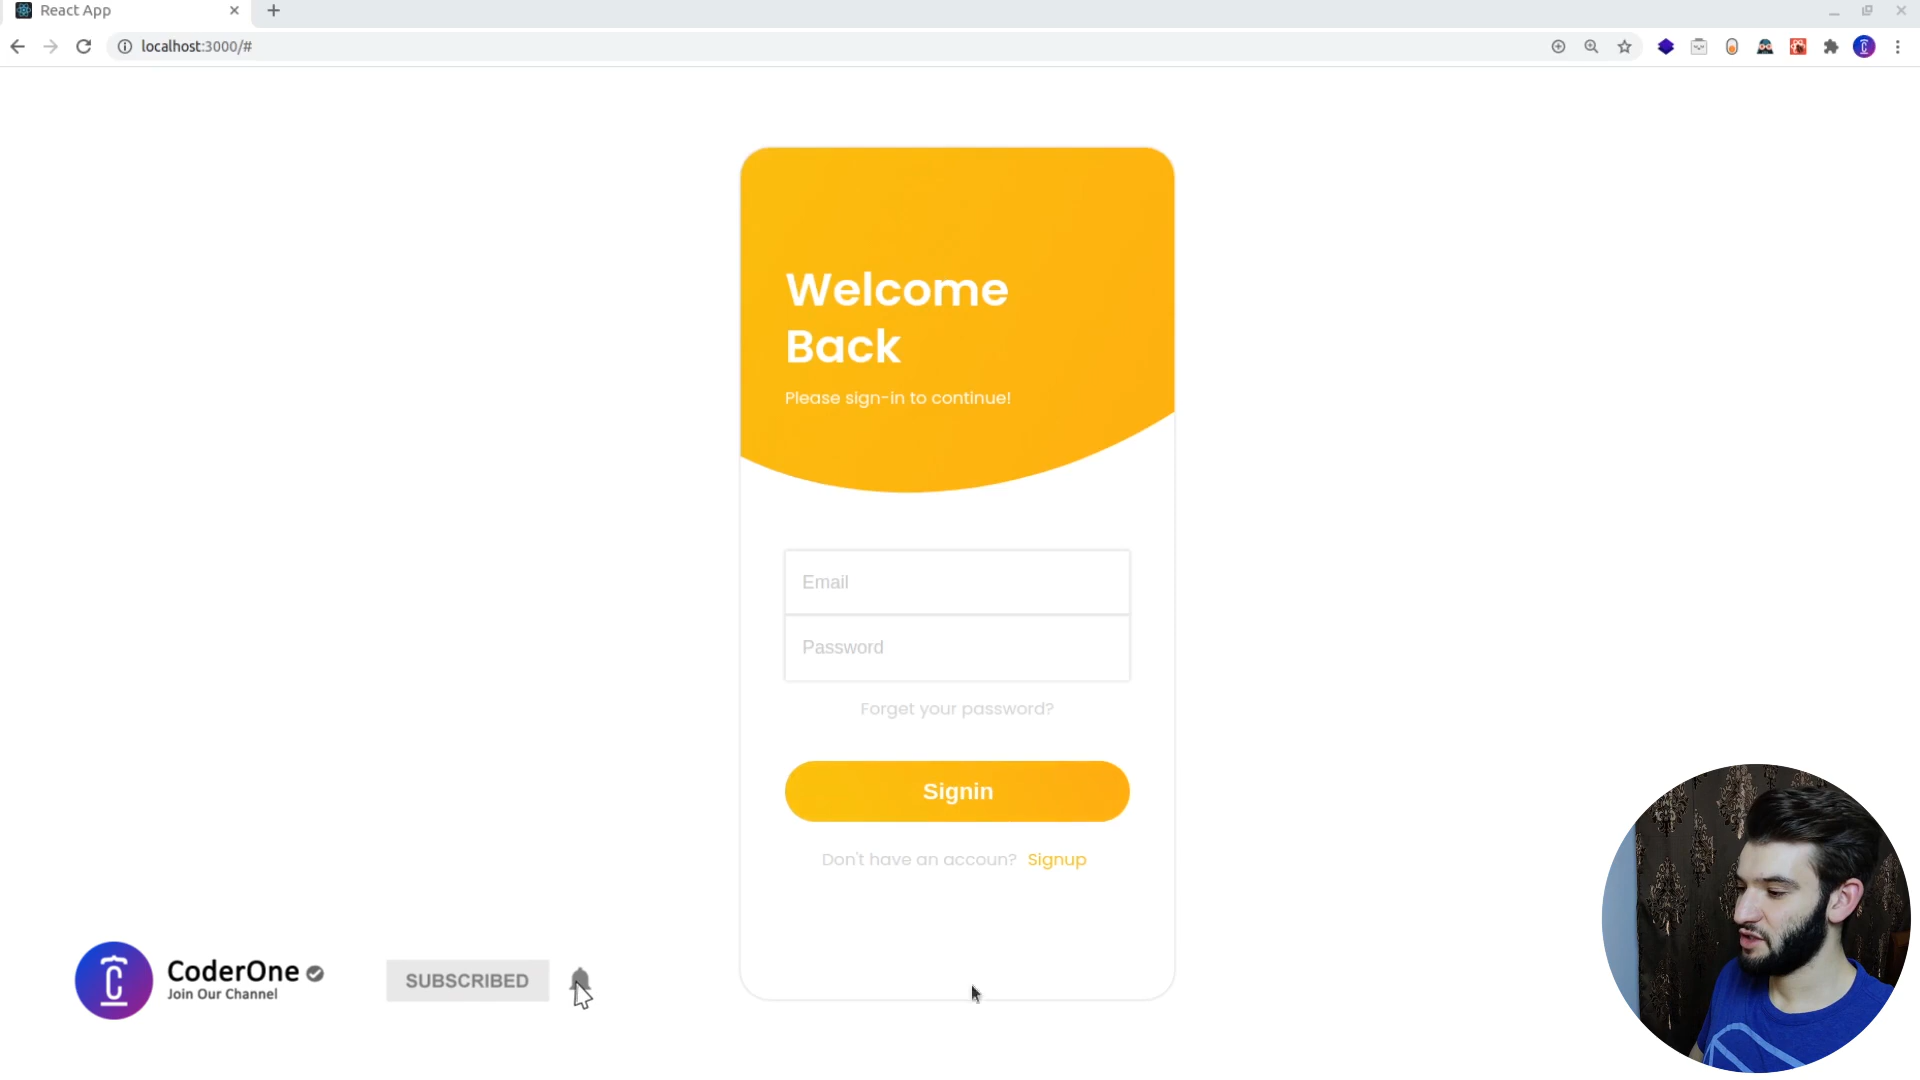 React App
localhost:3000/#
Welcome
Back
Please sign-in to continue!
Email
Password
Forget your password?
Signin
Don't have an accoun? Signup
CoderOne
Join Our Channel
SUBSCRIBED